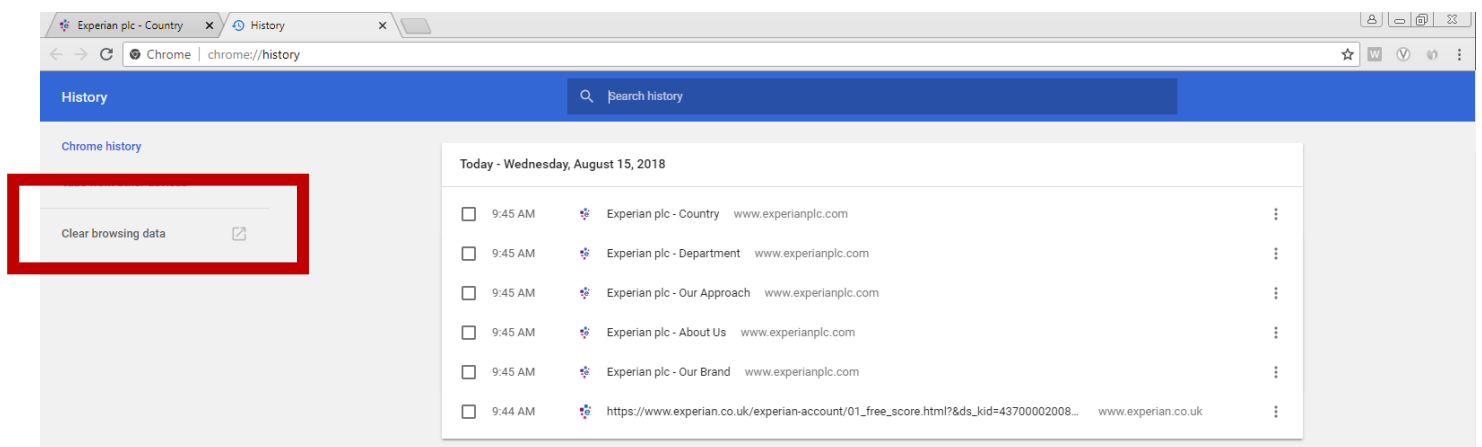 Experian plc - Country
History
Chrome | chrome://history
W
V
History
Search history
Chrome history
Clear browsing data
Today - Wednesday, August 15, 2018
9:45 AM Experian plc - Country www.experianplc.com
9:45 AM Experian plc - Department www.experianplc.com
9:45 AM Experian plc - Our Approach www.experianplc.com
9:45 AM Experian plc - About Us www.experianplc.com
9:45 AM Experian plc - Our Brand www.experianplc.com
9:44 AM https://www.experian.co.uk/experian-account/01_free_score.html?&ds_kid=43700002008... www.experian.co.uk